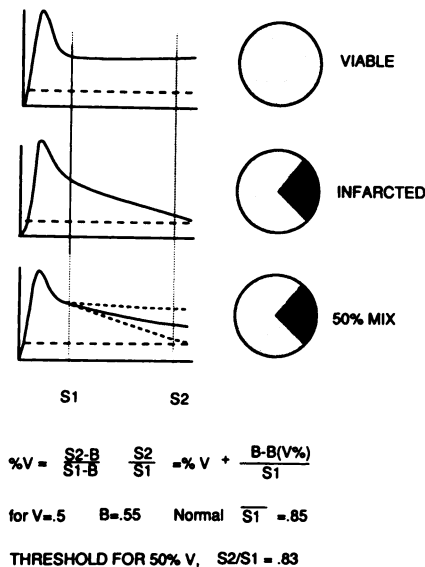 VIABLE
INFARCTED
50% MIX
S1 S2
%V = S2-B / S1-B S2 / S1 =% V + B-B(V%) / S1
for V=.5 B=.55 Normal S1 =.85
THRESHOLD FOR 50% V, S2/S1 = .83